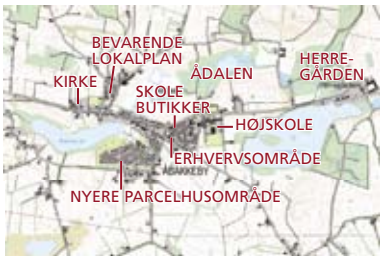 BEVARENDE
LOKALPLAN
KIRKE
ÅDALEN
HERRE-
GÅRDEN
SKOLE
BUTIKKER
HØJSKOLE
ERHVERVSOMRÅDE
NYERE PARCELHUSOMRÅDE